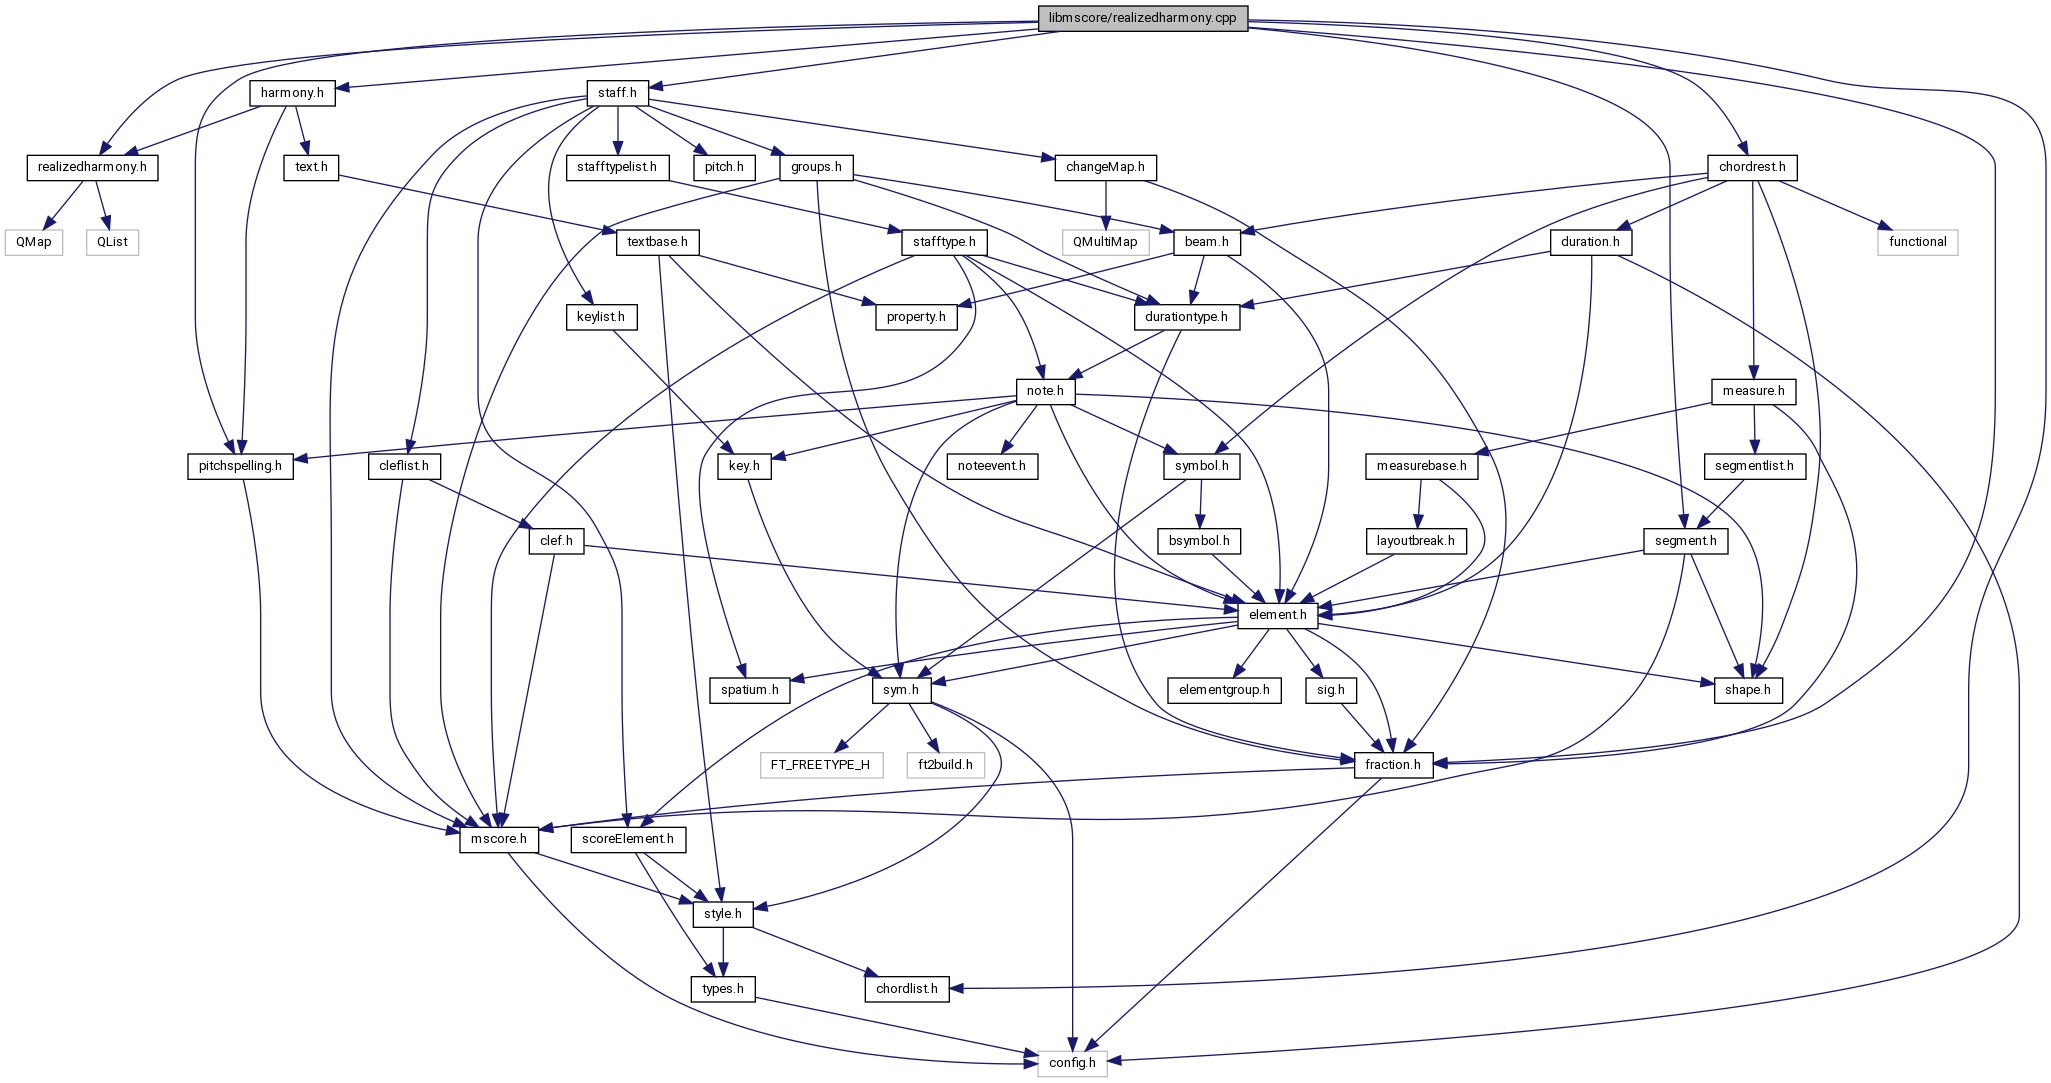 libmscore/realizedharmony.cpp
harmony.h
staff.h
realizedharmony.h
text.h
stafftypelist.h
pitch.h
groups.h
changeMap.h
chordrest.h
QMap
QList
textbase.h
stafftype.h
QMultiMap
beam.h
duration.h
functional
keylist.h
property.h
durationtype.h
note.h
measure.h
pitchspelling.h
cleflist.h
key.h
noteevent.h
symbol.h
measurebase.h
segmentlist.h
clef.h
bsymbol.h
layoutbreak.h
segment.h
element.h
spatium.h
sym.h
elementgroup.h
sig.h
shape.h
FT_FREETYPE_H
ft2build.h
fraction.h
mscore.h
scoreElement.h
style.h
types.h
chordlist.h
config.h